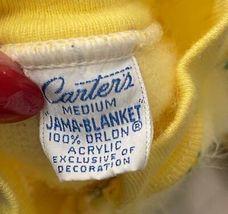 Carter's
MEDIUM
"JAMA-BLANKET"®
100% ORLON®
ACRYLIC
EXCLUSIVE OF
DECORATION